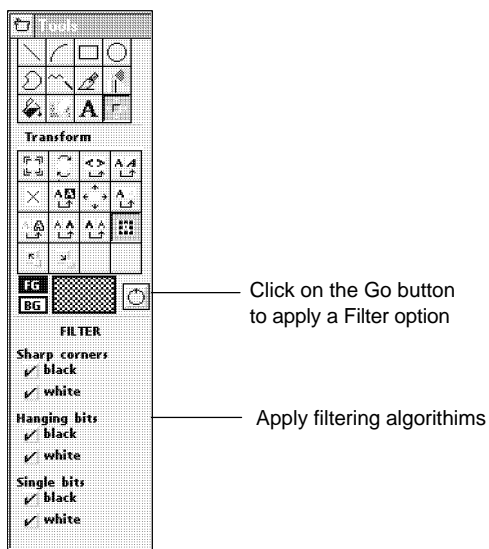 Tools
A
Transform
FG
BG
Click on the Go button
to apply a Filter option
FILTER
Sharp corners
black
white
Apply filtering algorithims
Hanging bits
black
white
Single bits
black
white